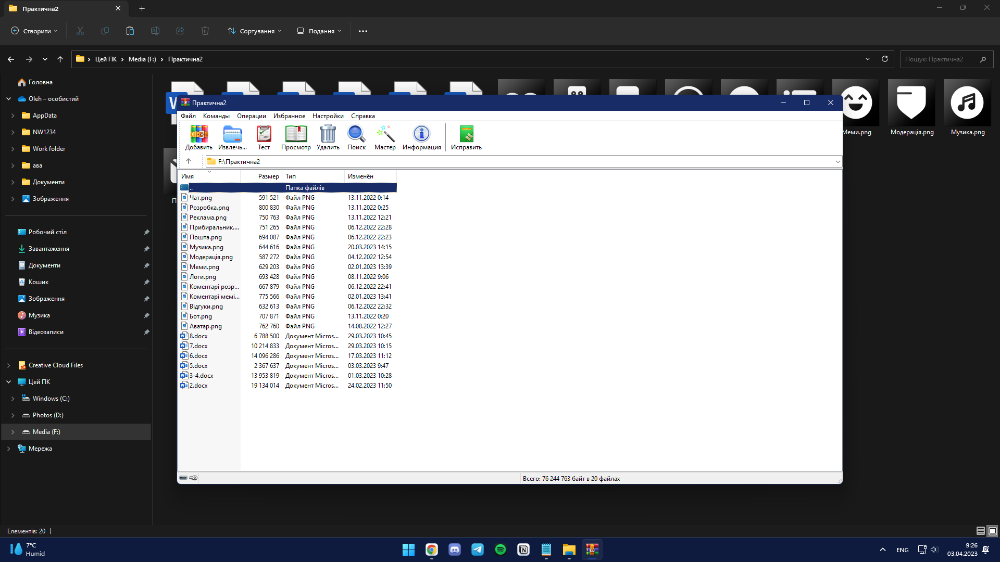 Практична2
Створити
Сортування
Подання
Цей ПК
Media (F:)
Практична2
Пошук: Практична2
Головна
Oleh – особистий
AppData
NW1234
Work folder
ава
Документи
Зображення
Робочий стіл
Завантаження
Документи
Кошик
Зображення
Музика
Відеозаписи
Creative Cloud Files
Цей ПК
Windows (C:)
Photos (D:)
Media (F:)
Мережа
Меми.png
Модерація.png
Музика.png
Практична2
Файл Команды Операции Избранное Настройки Справка
Добавить Извлечь... Тест Просмотр Удалить Поиск Мастер Информация Исправить
F:\Практична2
Имя Размер Тип Изменён
.. Папка файлів
Чат.png 591 521 Файл PNG 13.11.2022 0:14
Розробка.png 800 830 Файл PNG 13.11.2022 0:25
Реклама.png 750 763 Файл PNG 13.11.2022 12:21
Прибиральник.... 751 265 Файл PNG 06.12.2022 22:28
Пошта.png 694 087 Файл PNG 06.12.2022 22:23
Музика.png 644 616 Файл PNG 20.03.2023 14:15
Модерація.png 587 272 Файл PNG 04.12.2022 12:54
Меми.png 629 203 Файл PNG 02.01.2023 13:39
Логи.png 693 428 Файл PNG 08.11.2022 9:06
Коментарі розр... 667 879 Файл PNG 06.12.2022 22:41
Коментарі мемі... 775 566 Файл PNG 02.01.2023 13:41
Відгуки.png 632 613 Файл PNG 06.12.2022 22:32
Бот.png 707 871 Файл PNG 13.11.2022 0:20
Аватар.png 762 760 Файл PNG 14.08.2022 12:27
8.docx 6 788 500 Документ Micros... 29.03.2023 10:45
7.docx 10 214 833 Документ Micros... 29.03.2023 10:15
6.docx 14 096 286 Документ Micros... 17.03.2023 11:12
5.docx 2 367 637 Документ Micros... 03.03.2023 9:47
3-4.docx 13 953 819 Документ Micros... 01.03.2023 10:28
2.docx 19 134 014 Документ Micros... 24.02.2023 11:50
Всего: 76 244 763 байт в 20 файлах
Елементів: 20
7°C
Humid
ENG
9:26
03.04.2023